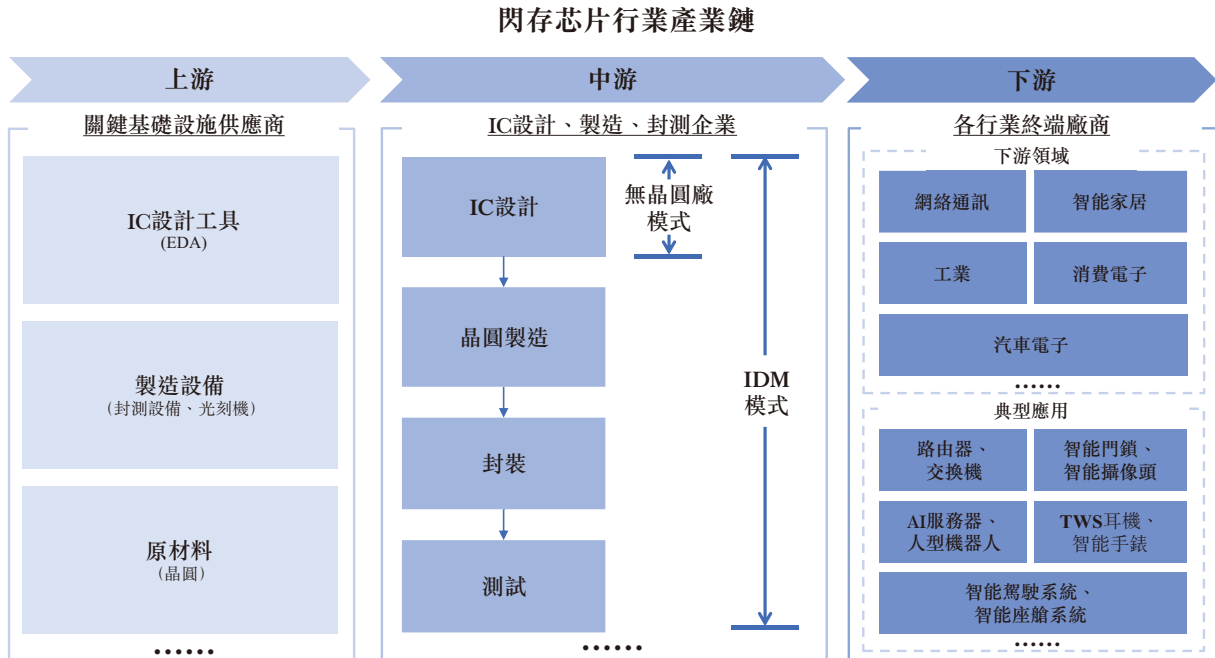 閃存芯片行業產業鏈
上游
中游
下游
關鍵基礎設施供應商
IC設計工具
(EDA)
製造設備
(封測設備、光刻機)
原材料
(晶圓)
......
IC設計、製造、封測企業
IC設計
晶圓製造
封裝
測試
......
無晶圓廠
模式
IDM
模式
各行業終端廠商
下游領域
網絡通訊
智能家居
工業
消費電子
汽車電子
......
典型應用
路由器、
交換機
智能門鎖、
智能攝像頭
AI服務器、
人型機器人
TWS耳機、
智能手錶
智能駕駛系統、
智能座艙系統
......